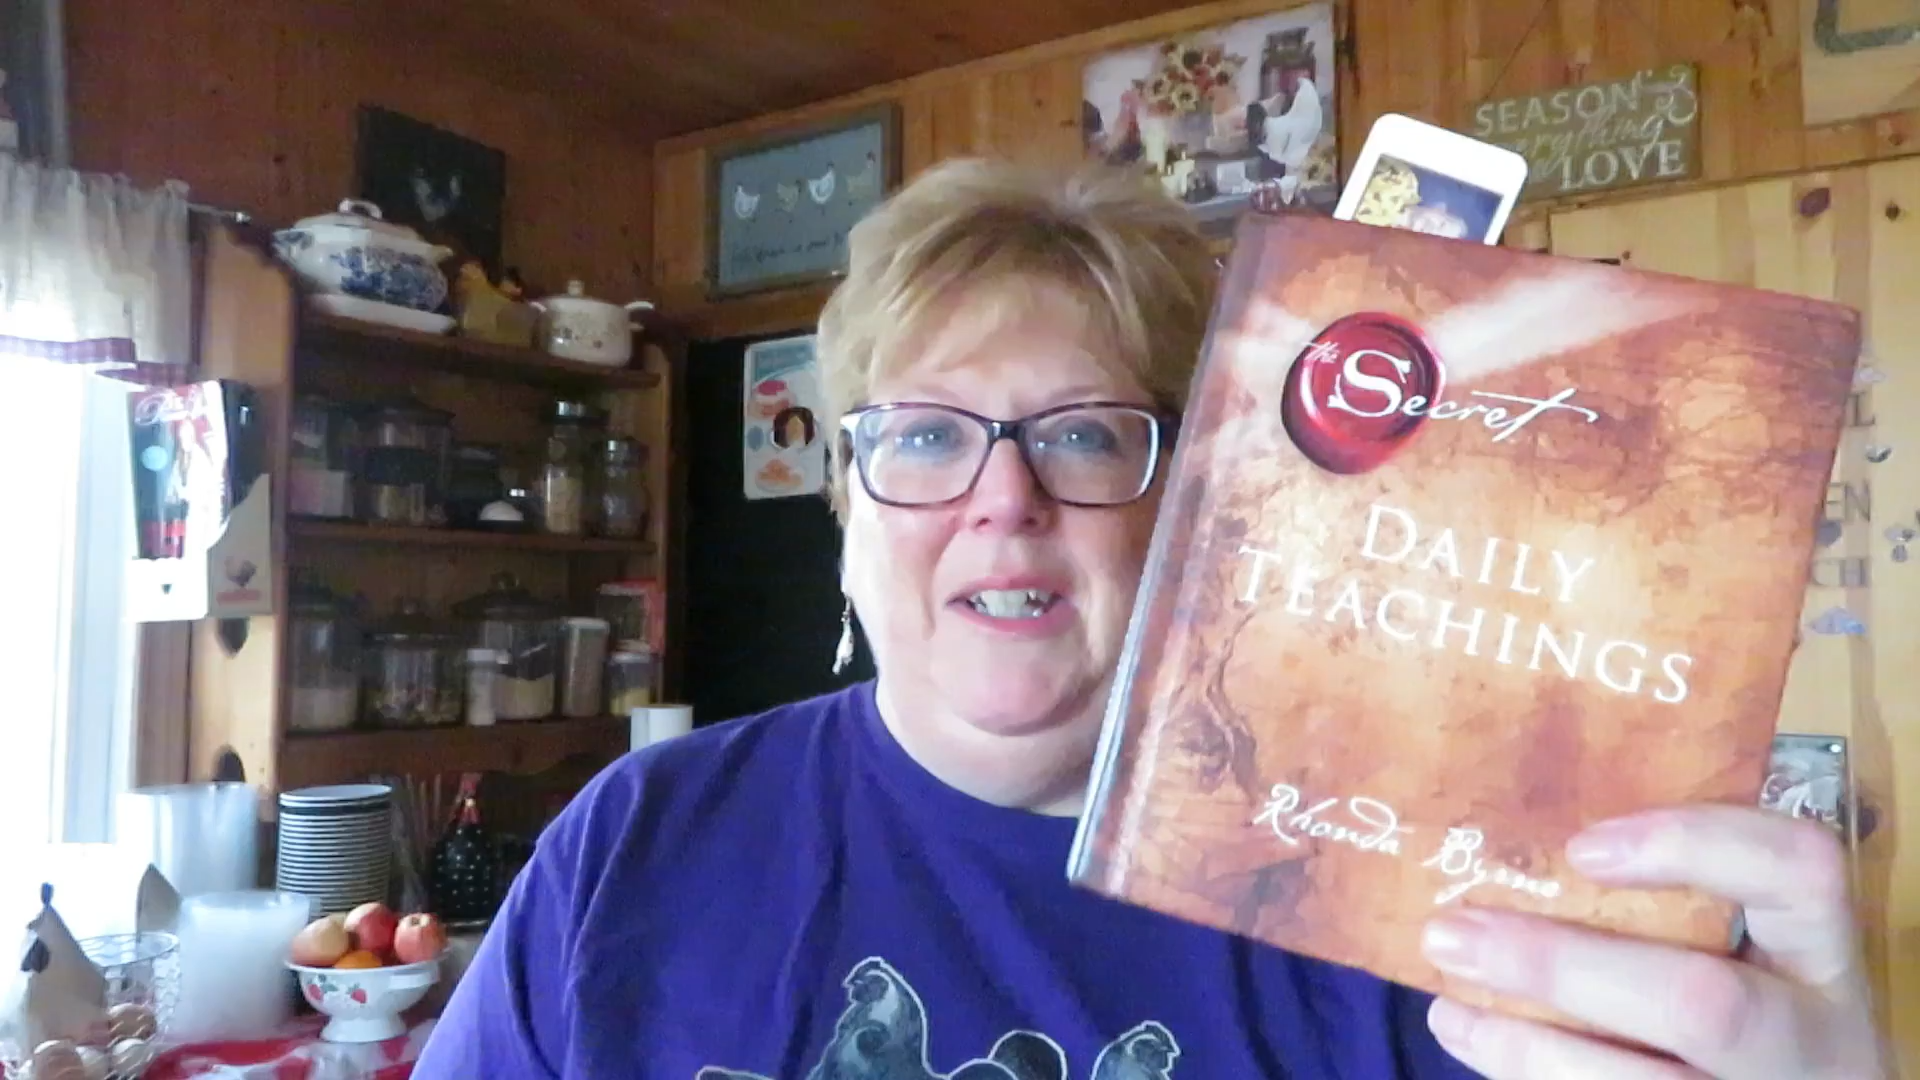 SEASON
everything
LOVE
the Secret
DAILY
TEACHINGS
Rhonda Byrne